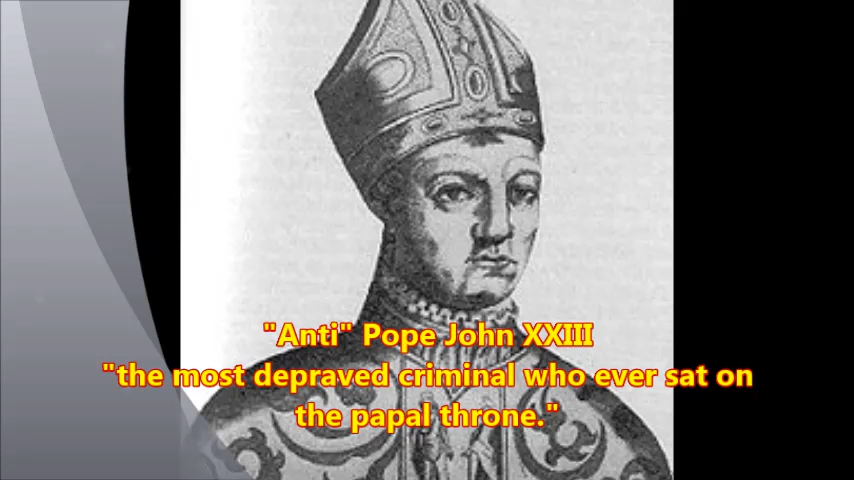 "Anti" Pope John XXIII
"the most depraved criminal who ever sat on
the papal throne."